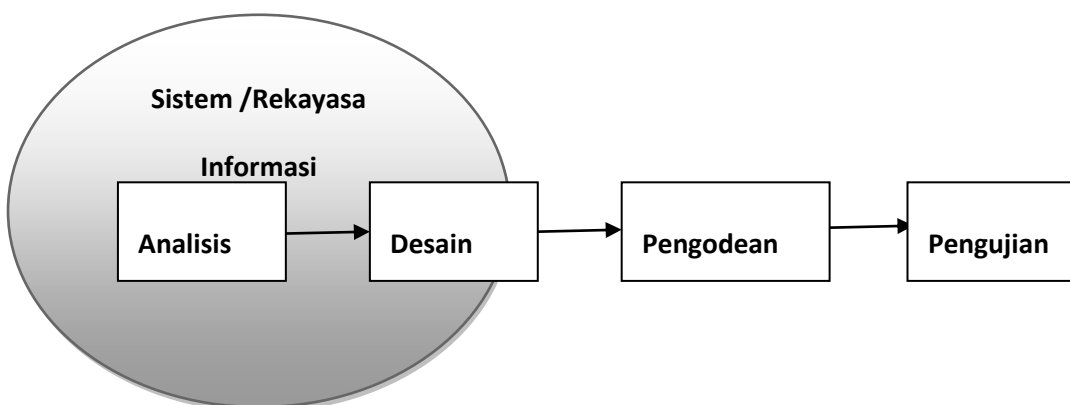 Sistem /Rekayasa
Informasi
Analisis
Desain
Pengodean
Pengujian